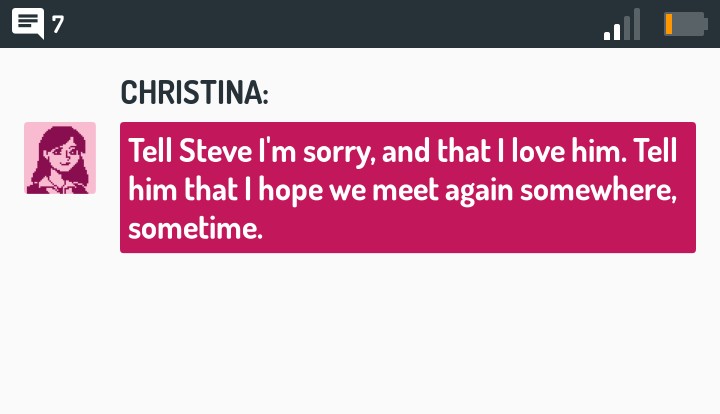 7
CHRISTINA:
Tell Steve I'm sorry, and that I love him. Tell
him that I hope we meet again somewhere,
sometime.